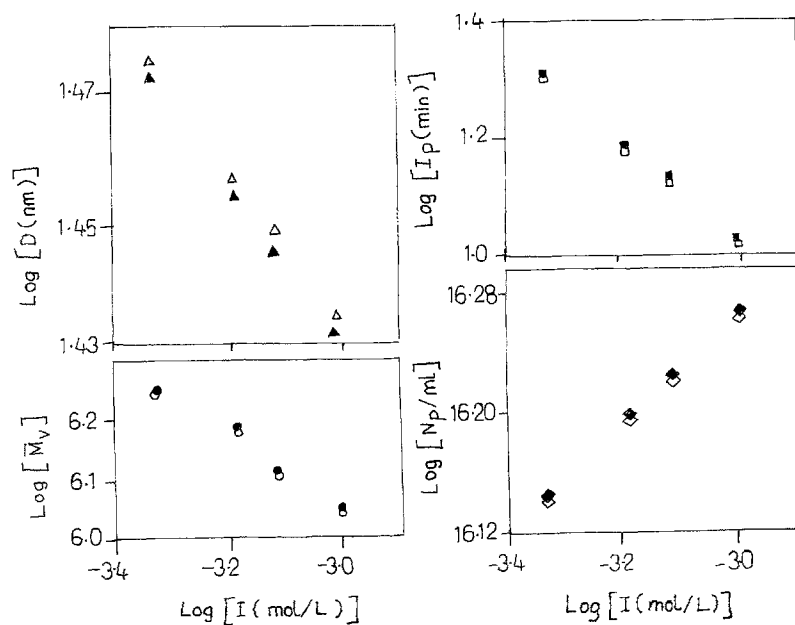 Log [D(nm)]
1·47
1·45
1·43
Log [Ip(min)]
1·4
1·2
1·0
Log [M̅v]
6·2
6·1
6·0
-3·4 -3·2 -3·0
Log [I(mol/L)]
Log [Np/ml]
16·28
16·20
16·12
-3·4 -3·2 -3·0
Log [I(mol/L)]